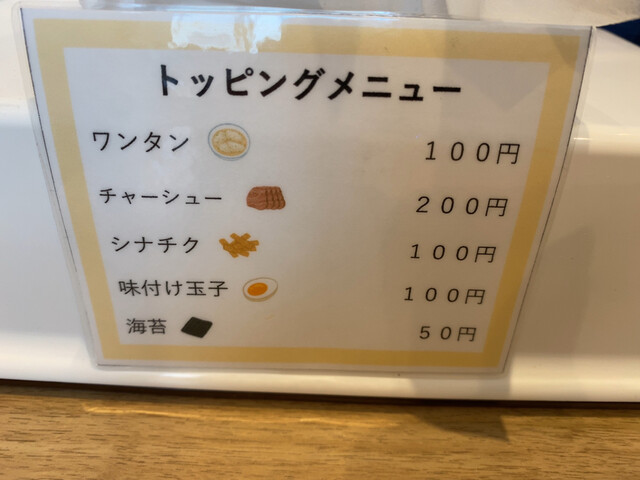 トッピングメニュー
ワンタン １００円
チャーシュー ２００円
シナチク １００円
味付け玉子 １００円
海苔 ５０円